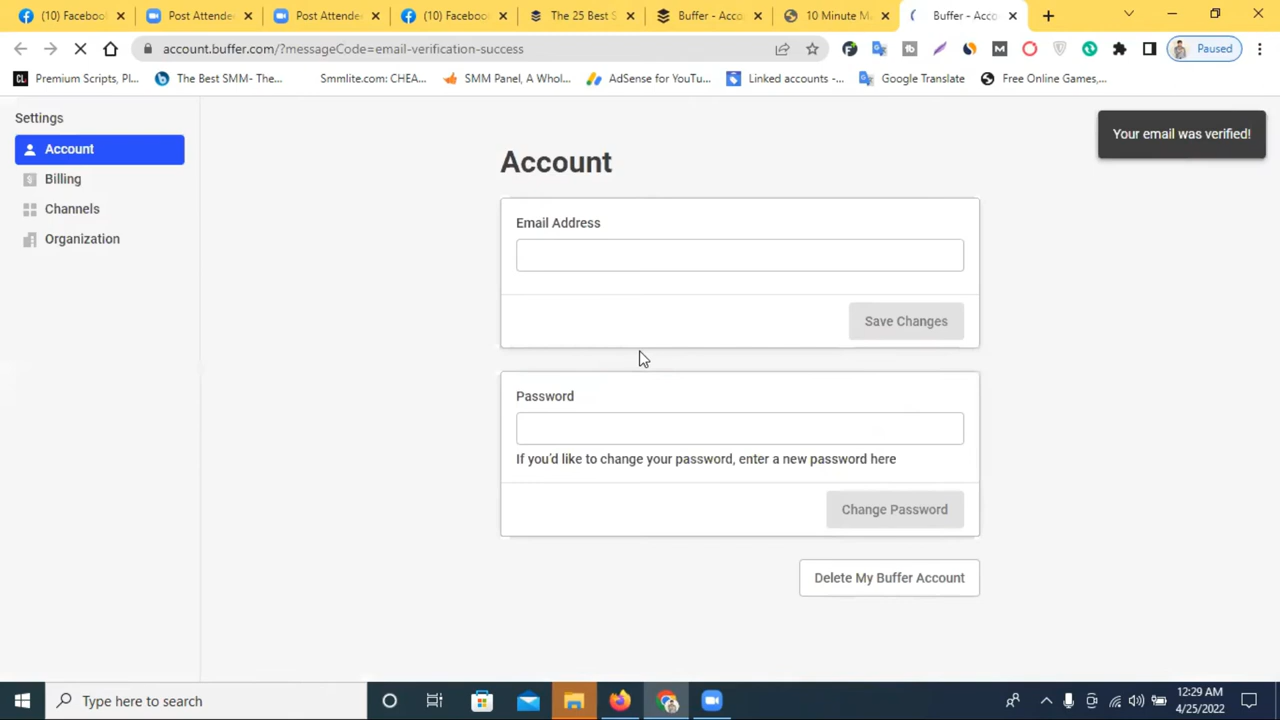 (10) Facebook
Post Attende
Post Attende
(10) Facebook
The 25 Best S
Buffer - Acco
10 Minute M
Buffer - Acco
account.buffer.com/?messageCode=email-verification-success
Paused
Premium Scripts, Pl...
The Best SMM- The...
Smmlite.com: CHEA...
SMM Panel, A Whol...
AdSense for YouTu...
Linked accounts -...
Google Translate
Free Online Games,...
Settings
Account
Billing
Channels
Organization
Your email was verified!
Account
Email Address
Save Changes
Password
If you'd like to change your password, enter a new password here
Change Password
Delete My Buffer Account
Type here to search
12:29 AM
4/25/2022